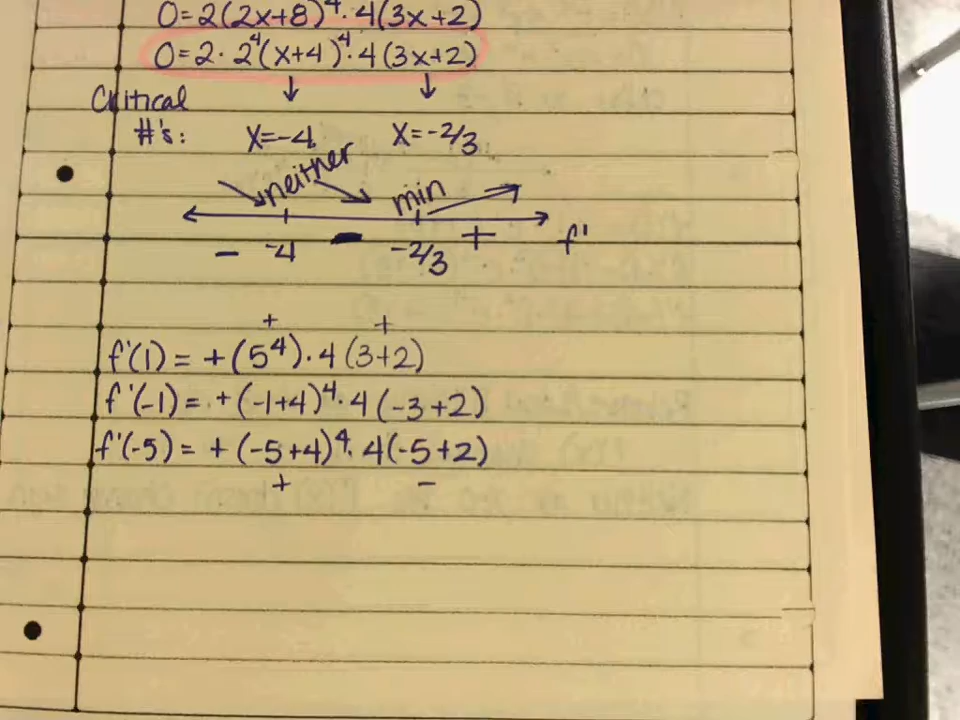 0=2(2x+8)⁴·4(3x+2)
0=2·2⁴(x+4)⁴·4(3x+2)
Critical
#'s: x=-4 x=-2/3
neither min
- -4 - -2/3 + f'
+ +
f'(1) = +(5⁴)·4(3+2)
f'(-1) = +(-1+4)⁴·4(-3+2)
f'(-5) = +(-5+4)⁴·4(-5+2)
+ -